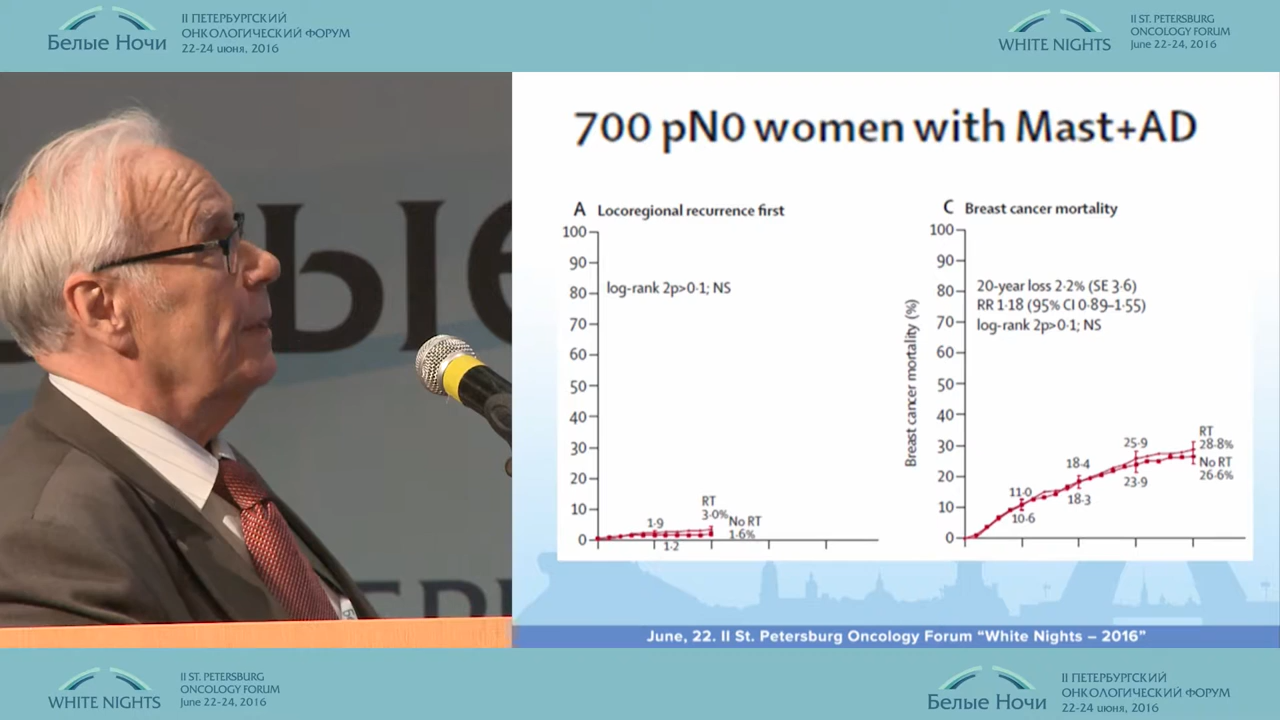 Белые Ночи
II ПЕТЕРБУРГСКИЙ
ОНКОЛОГИЧЕСКИЙ ФОРУМ
22-24 июня, 2016
WHITE NIGHTS
II ST. PETERSBURG
ONCOLOGY FORUM
June 22-24, 2016
700 pN0 women with Mast+AD
A Locoregional recurrence first
100
90
80
70
60
50
40
30
20
10
0
log-rank 2p>0·1; NS
RT
3·0%
No RT
1·6%
1·9
1·2
C Breast cancer mortality
Breast cancer mortality (%)
100
90
80
70
60
50
40
30
20
10
0
20-year loss 2·2% (SE 3·6)
RR 1·18 (95% CI 0·89–1·55)
log-rank 2p>0·1; NS
11·0
10·6
18·4
18·3
25·9
23·9
RT
28·8%
No RT
26·6%
June, 22. II St. Petersburg Oncology Forum “White Nights – 2016”
WHITE NIGHTS
II ST. PETERSBURG
ONCOLOGY FORUM
June 22-24, 2016
Белые Ночи
II ПЕТЕРБУРГСКИЙ
ОНКОЛОГИЧЕСКИЙ ФОРУМ
22-24 июня, 2016